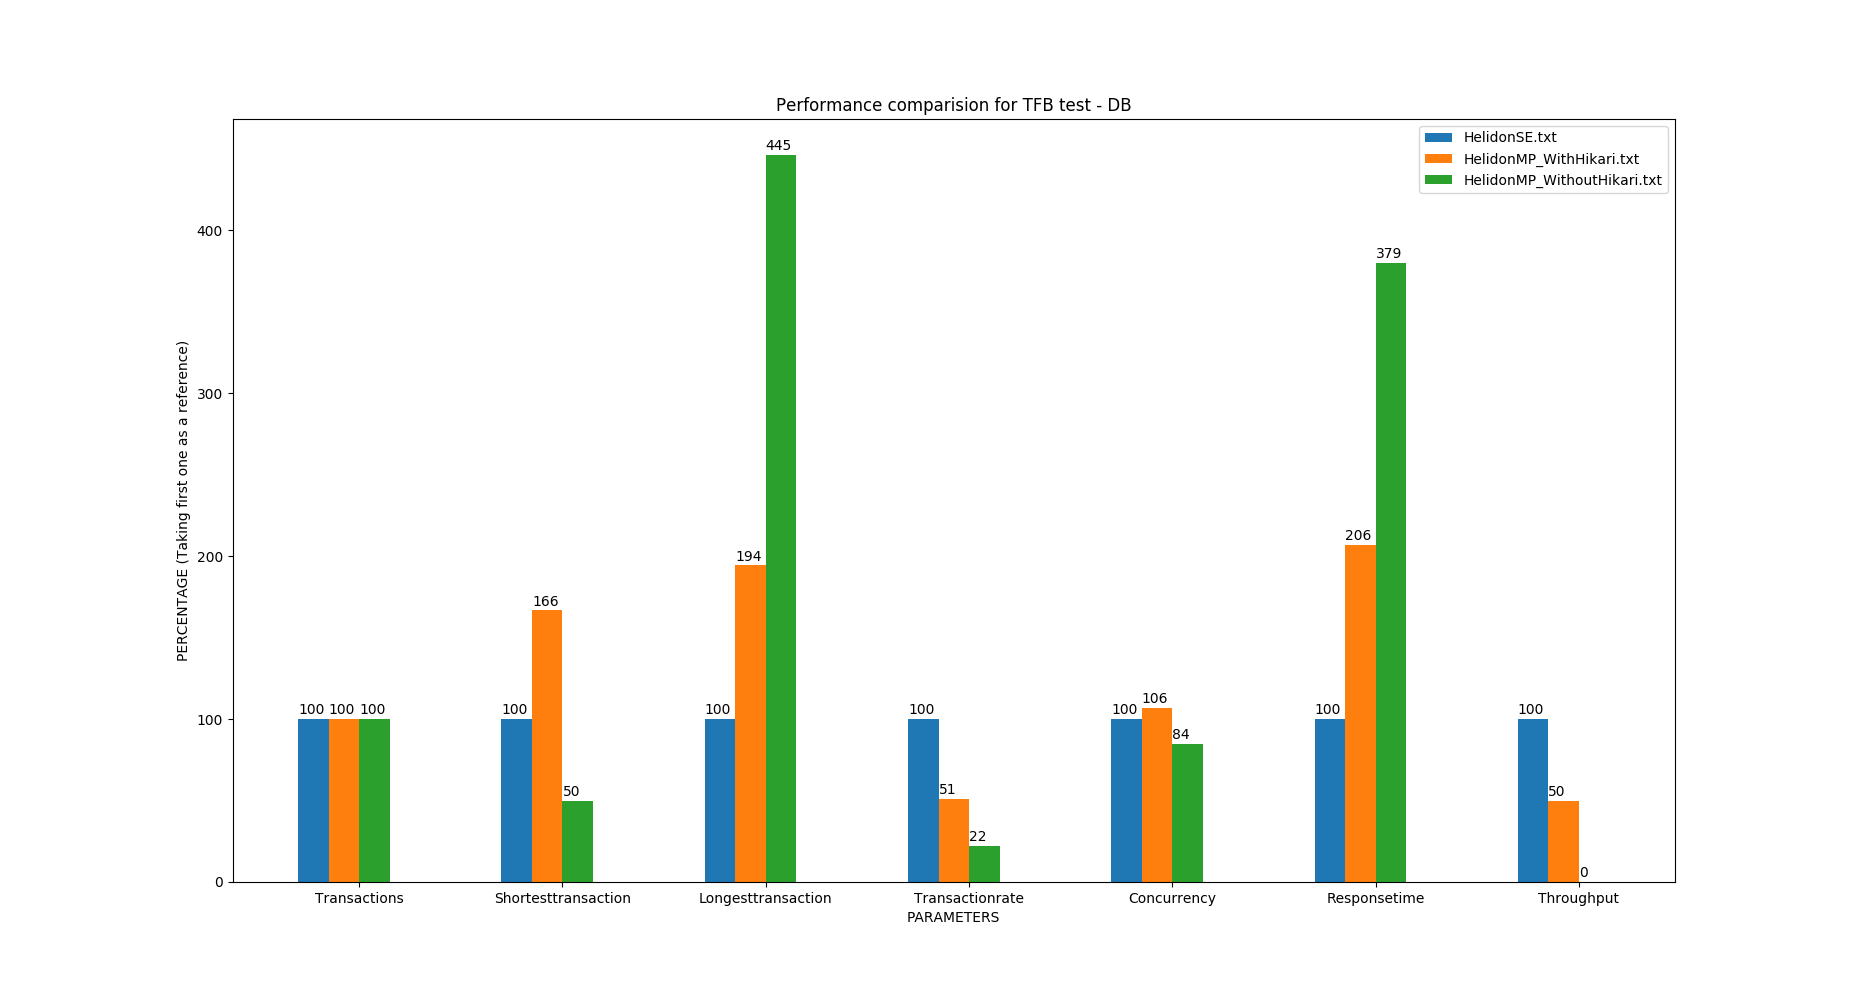 Performance comparision for TFB test - DB
HelidonSE.txt
HelidonMP_WithHikari.txt
HelidonMP_WithoutHikari.txt
PERCENTAGE (Taking first one as a reference)
400
300
200
100
0
100 100 100
100 166 50
100 194 445
100 51 22
100 106 84
100 206 379
100 50 0
Transactions Shortesttransaction Longesttransaction Transactionrate Concurrency Responsetime Throughput
PARAMETERS